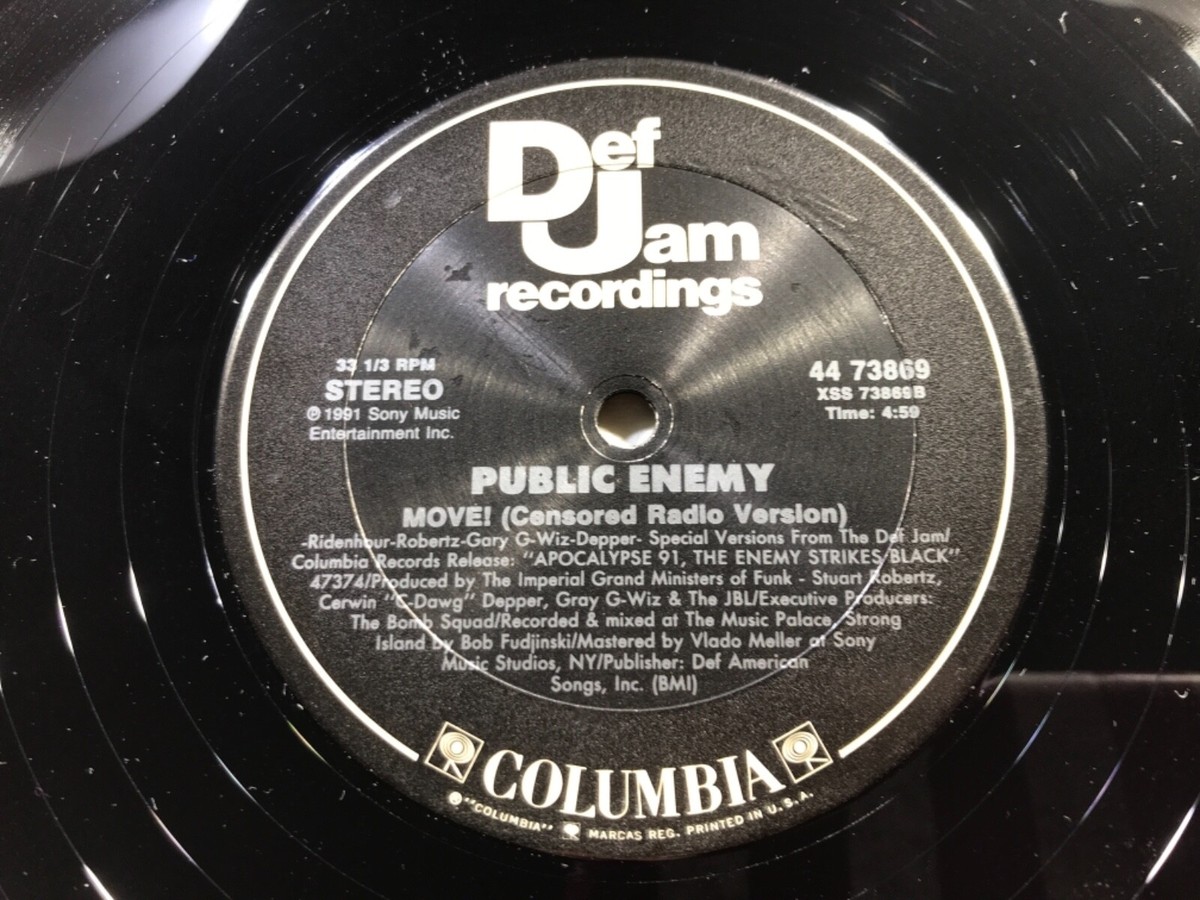 Def
Jam
recordings
33 1/3 RPM
STEREO
℗ 1991 Sony Music
Entertainment Inc.
44 73869
XSS 73869B
Time: 4:59
PUBLIC ENEMY
MOVE! (Censored Radio Version)
-Ridenhour-Robertz-Gary G-Wiz-Depper- Special Versions From The Def Jam/
Columbia Records Release: "APOCALYPSE 91, THE ENEMY STRIKES BLACK"
47374/Produced by The Imperial Grand Ministers of Funk - Stuart Robertz,
Cerwin "C-Dawg" Depper, Gray G-Wiz & The JBL/Executive Producers:
The Bomb Squad/Recorded & mixed at The Music Palace, Strong
Island by Bob Fudjinski/Mastered by Vlado Meller at Sony
Music Studios, NY/Publisher: Def American
Songs, Inc. (BMI)
COLUMBIA
® "COLUMBIA" MARCAS REG. PRINTED IN U.S.A.